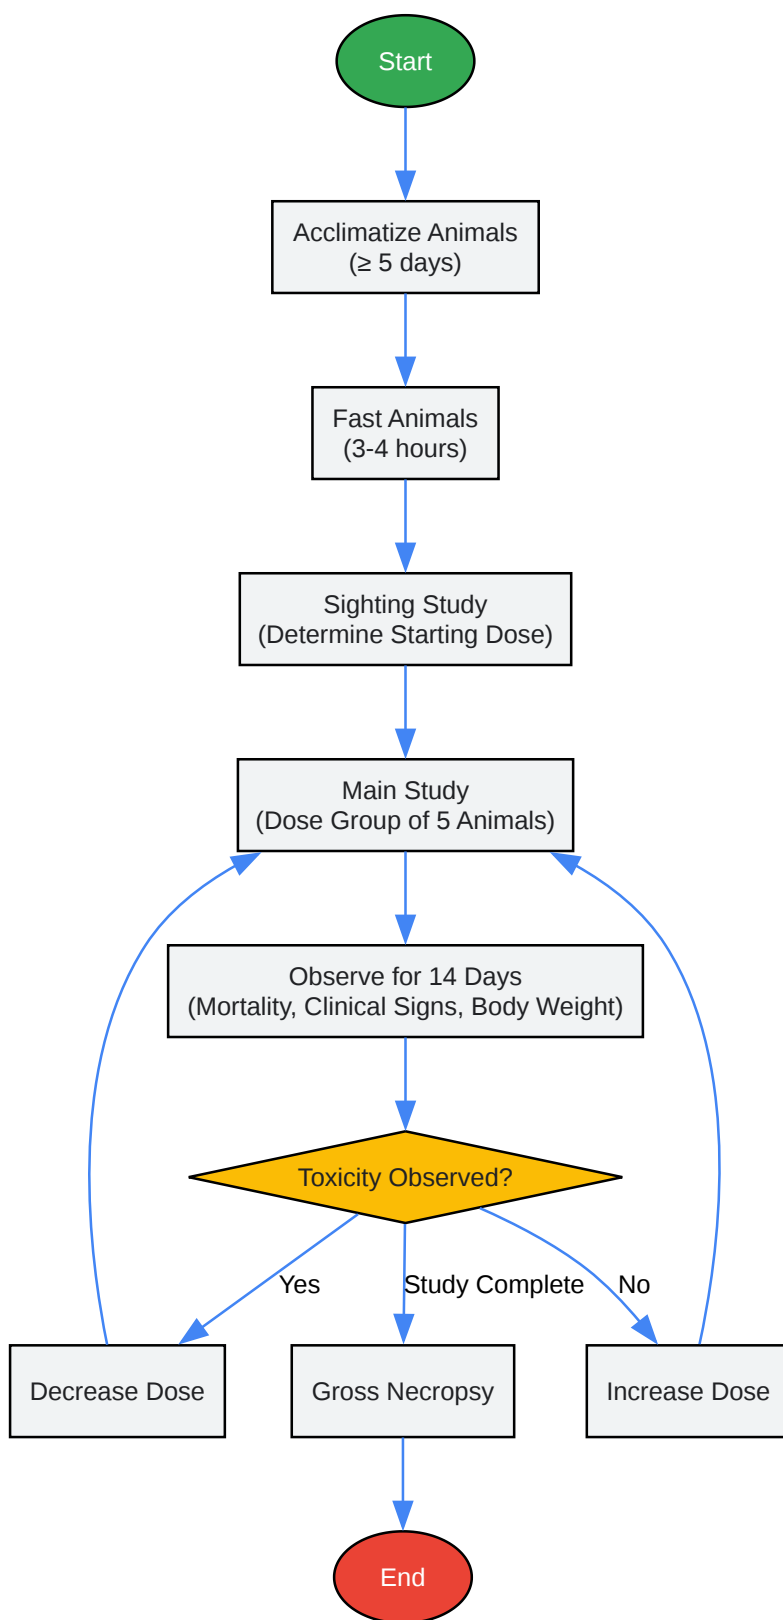 Start
Acclimatize Animals
(≥ 5 days)
Fast Animals
(3-4 hours)
Sighting Study
(Determine Starting Dose)
Main Study
(Dose Group of 5 Animals)
Observe for 14 Days
(Mortality, Clinical Signs, Body Weight)
Toxicity Observed?
Yes
Study Complete
No
Decrease Dose
Gross Necropsy
Increase Dose
End